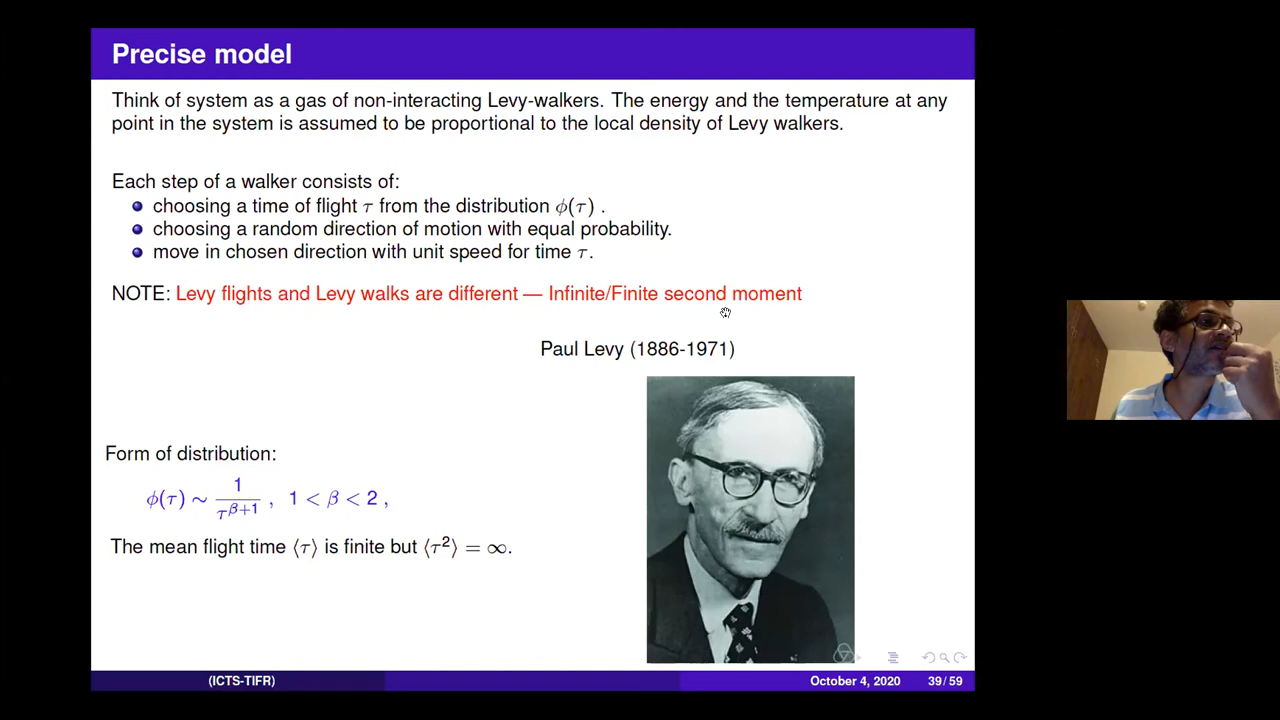 Precise model
Think of system as a gas of non-interacting Levy-walkers. The energy and the temperature at any
point in the system is assumed to be proportional to the local density of Levy walkers.
Each step of a walker consists of:
choosing a time of flight τ from the distribution ϕ(τ) .
choosing a random direction of motion with equal probability.
move in chosen direction with unit speed for time τ.
NOTE: Levy flights and Levy walks are different — Infinite/Finite second moment
Paul Levy (1886-1971)
Form of distribution:
ϕ(τ) ∼ 1/τ^{β+1} , 1 < β < 2 ,
The mean flight time ⟨τ⟩ is finite but ⟨τ²⟩ = ∞.
(ICTS-TIFR) October 4, 2020 39/59